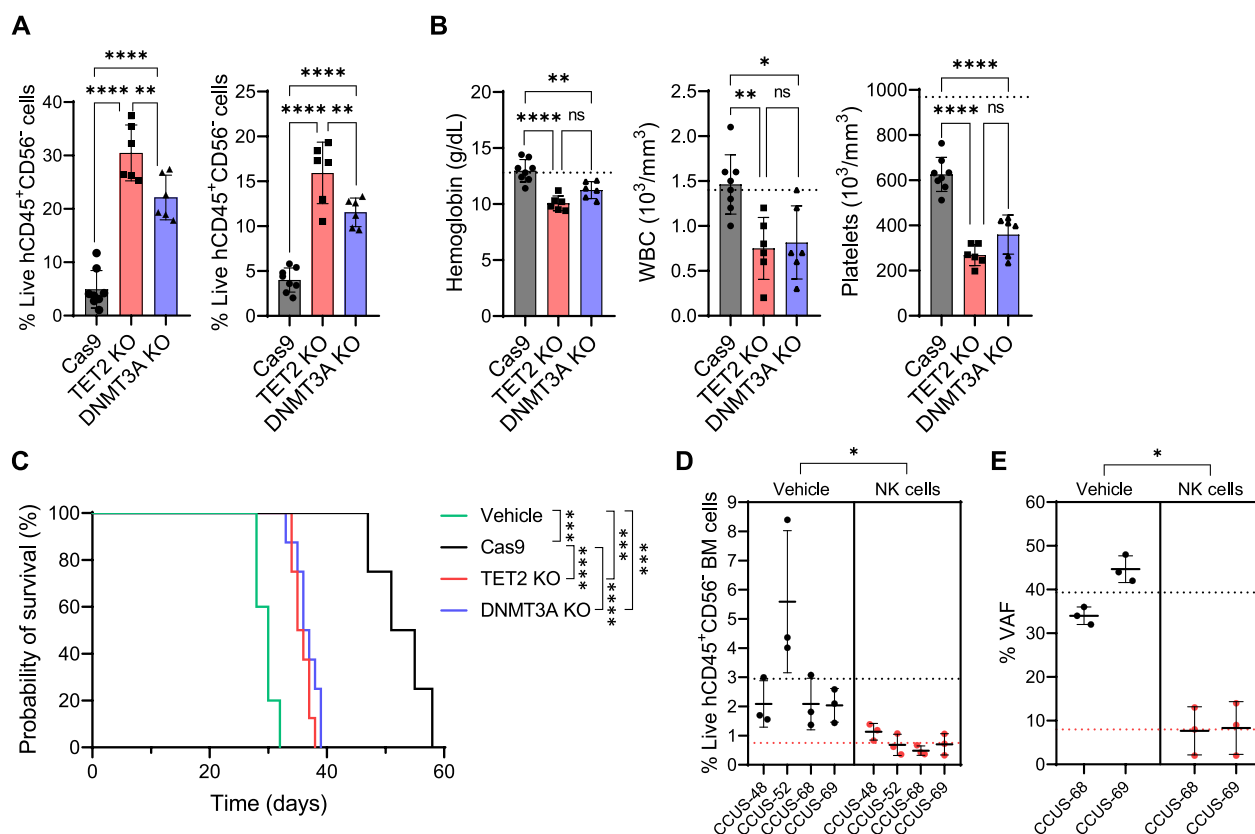 A
% Live hCD45⁺CD56⁻ cells
40
30
20
10
0
****
**** **
Cas9
TET2 KO
DNMT3A KO
% Live hCD45⁺CD56⁻ cells
25
20
15
10
5
0
****
**** **
Cas9
TET2 KO
DNMT3A KO
B
Hemoglobin (g/dL)
20
15
10
5
0
**
**** ns
Cas9
TET2 KO
DNMT3A KO
WBC (10³/mm³)
2.5
2.0
1.5
1.0
0.5
0.0
*
** ns
Cas9
TET2 KO
DNMT3A KO
Platelets (10³/mm³)
1000
800
600
400
200
0
****
**** ns
Cas9
TET2 KO
DNMT3A KO
C
Probability of survival (%)
100
80
60
40
20
0
0 20 40 60
Time (days)
Vehicle
Cas9
TET2 KO
DNMT3A KO
***
****
****
***
***
D
*
Vehicle NK cells
% Live hCD45⁺CD56⁻ BM cells
9
8
7
6
5
4
3
2
1
0
CCUS-48
CCUS-52
CCUS-68
CCUS-69
CCUS-48
CCUS-52
CCUS-68
CCUS-69
E
*
Vehicle NK cells
% VAF
60
50
40
30
20
10
0
CCUS-68
CCUS-69
CCUS-68
CCUS-69